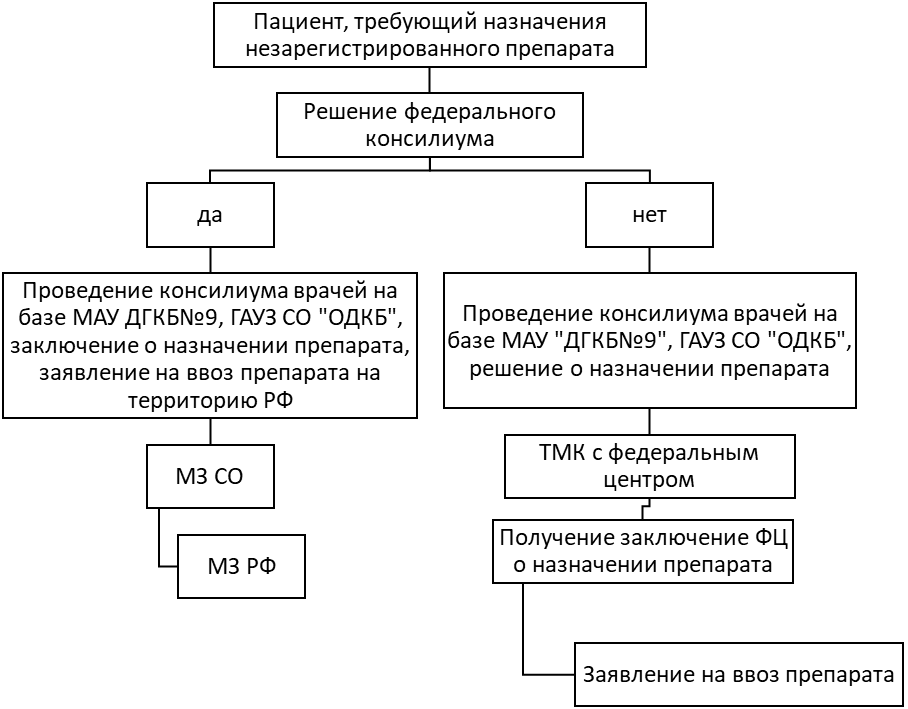 Пациент, требующий назначения
незарегистрированного препарата
Решение федерального
консилиума
да
нет
Проведение консилиума врачей на
базе МАУ ДГКБ№9, ГАУЗ СО "ОДКБ",
заключение о назначении препарата,
заявление на ввоз препарата на
территорию РФ
Проведение консилиума врачей на
базе МАУ "ДГКБ№9", ГАУЗ СО "ОДКБ",
решение о назначении препарата
МЗ СО
ТМК с федеральным
центром
МЗ РФ
Получение заключение ФЦ
о назначении препарата
Заявление на ввоз препарата